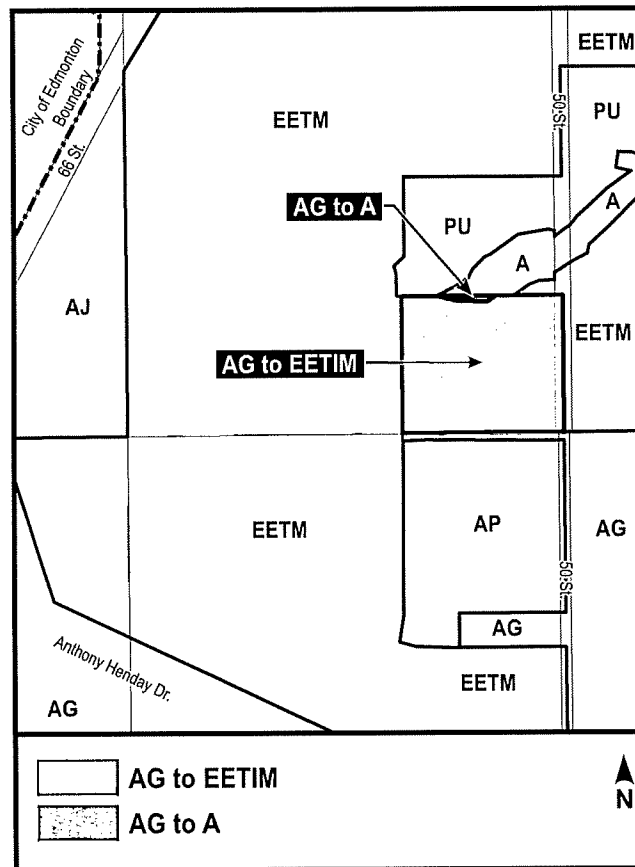 City of Edmonton
Boundary
66 St.
EETM
EETM
50 St.
PU
AG to A
PU
A
A
AJ
EETM
AG to EETIM
EETM
AP
AG
50 St.
AG
Anthony Henday Dr.
EETM
AG
AG to EETIM
AG to A
N